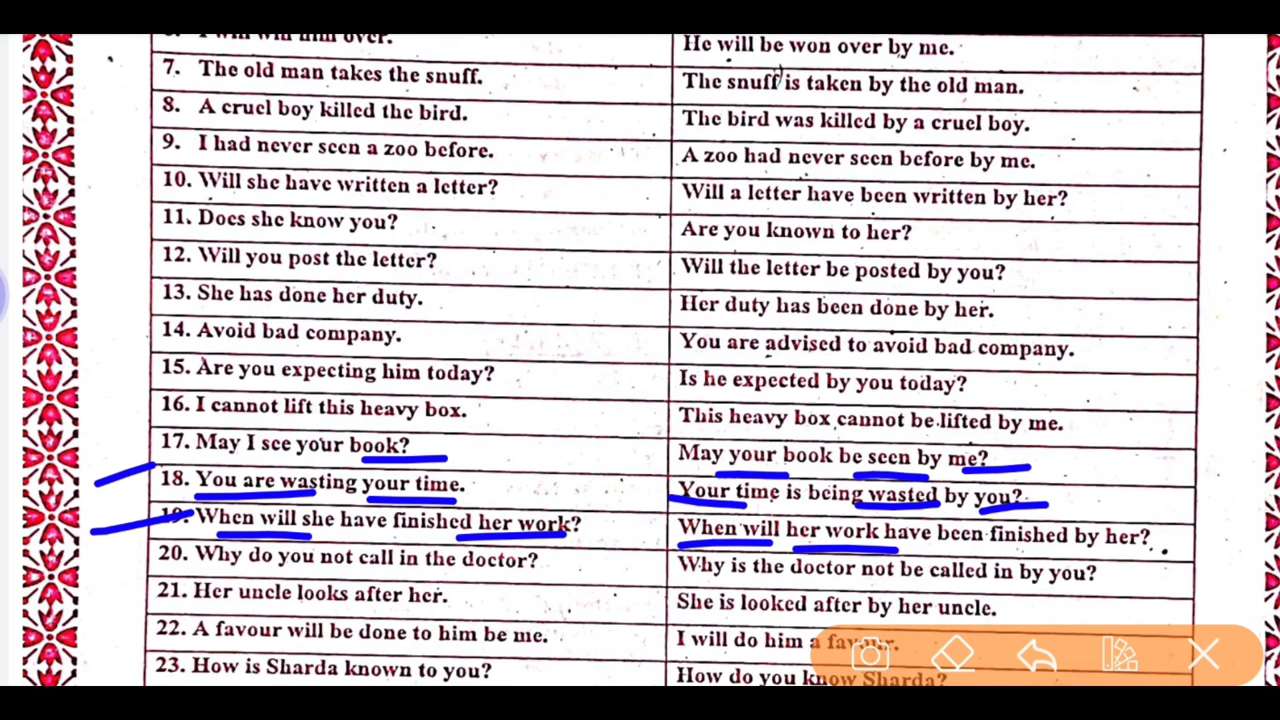 I will win him over.
He will be won over by me.
7. The old man takes the snuff.
The snuff is taken by the old man.
8. A cruel boy killed the bird.
The bird was killed by a cruel boy.
9. I had never seen a zoo before.
A zoo had never seen before by me.
10. Will she have written a letter?
Will a letter have been written by her?
11. Does she know you?
Are you known to her?
12. Will you post the letter?
Will the letter be posted by you?
13. She has done her duty.
Her duty has been done by her.
14. Avoid bad company.
You are advised to avoid bad company.
15. Are you expecting him today?
Is he expected by you today?
16. I cannot lift this heavy box.
This heavy box cannot be lifted by me.
17. May I see your book?
May your book be seen by me?
18. You are wasting your time.
Your time is being wasted by you?
19. When will she have finished her work?
When will her work have been finished by her?
20. Why do you not call in the doctor?
Why is the doctor not be called in by you?
21. Her uncle looks after her.
She is looked after by her uncle.
22. A favour will be done to him be me.
I will do him a favour.
23. How is Sharda known to you?
How do you know Sharda?